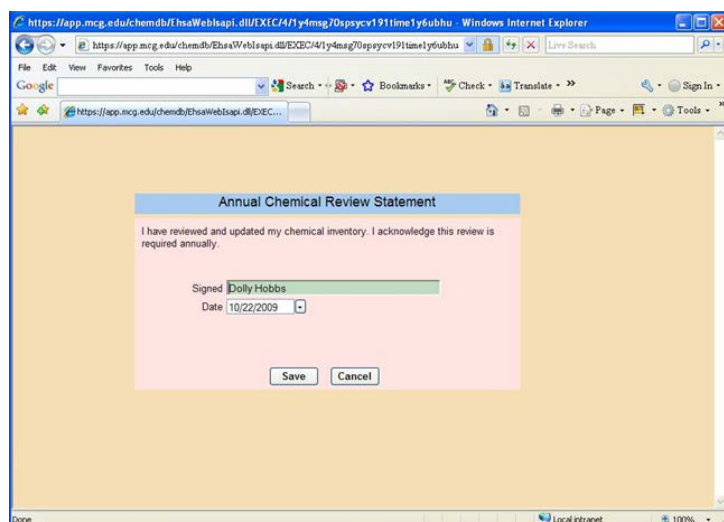 https://app.mcg.edu/chemdb/EhsaWebIsapi.dll/EXEC/4/1y4msg70spsycv191time1y6ubhu - Windows Internet Explorer
https://app.mcg.edu/chemdb/EhsaWebIsapi.dll/EXEC/4/1y4msg70spsycv191time1y6ubhu Live Search
File Edit View Favorites Tools Help
Google Search Bookmarks Check Translate Sign In
https://app.mcg.edu/chemdb/EhsaWebIsapi.dll/EXEC... Page Tools
Annual Chemical Review Statement
I have reviewed and updated my chemical inventory. I acknowledge this review is
required annually.
Signed Dolly Hobbs
Date 10/22/2009
Save Cancel
Done Local intranet 100%